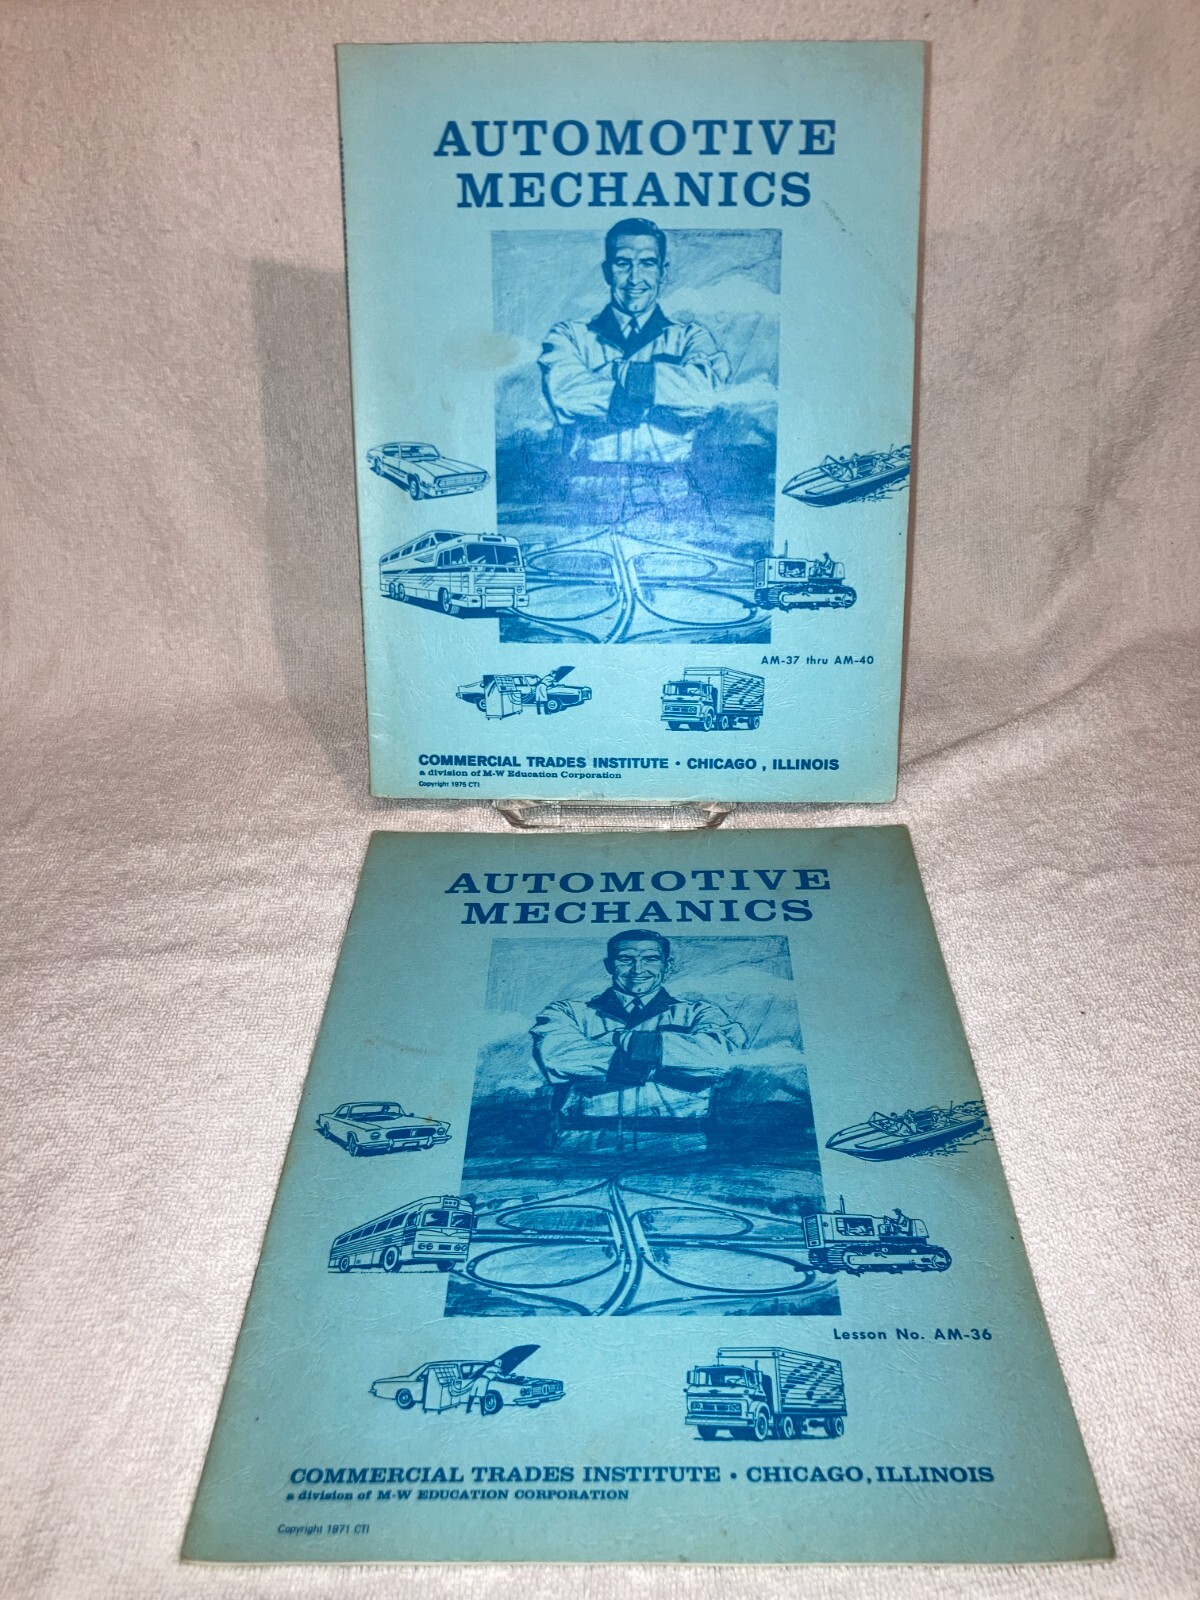 AUTOMOTIVE
MECHANICS
AM-37 thru AM-40
COMMERCIAL TRADES INSTITUTE • CHICAGO , ILLINOIS
a division of M-W Education Corporation
Copyright 1975 CTI
AUTOMOTIVE
MECHANICS
Lesson No. AM-36
COMMERCIAL TRADES INSTITUTE • CHICAGO, ILLINOIS
a division of M-W EDUCATION CORPORATION
Copyright 1971 CTI